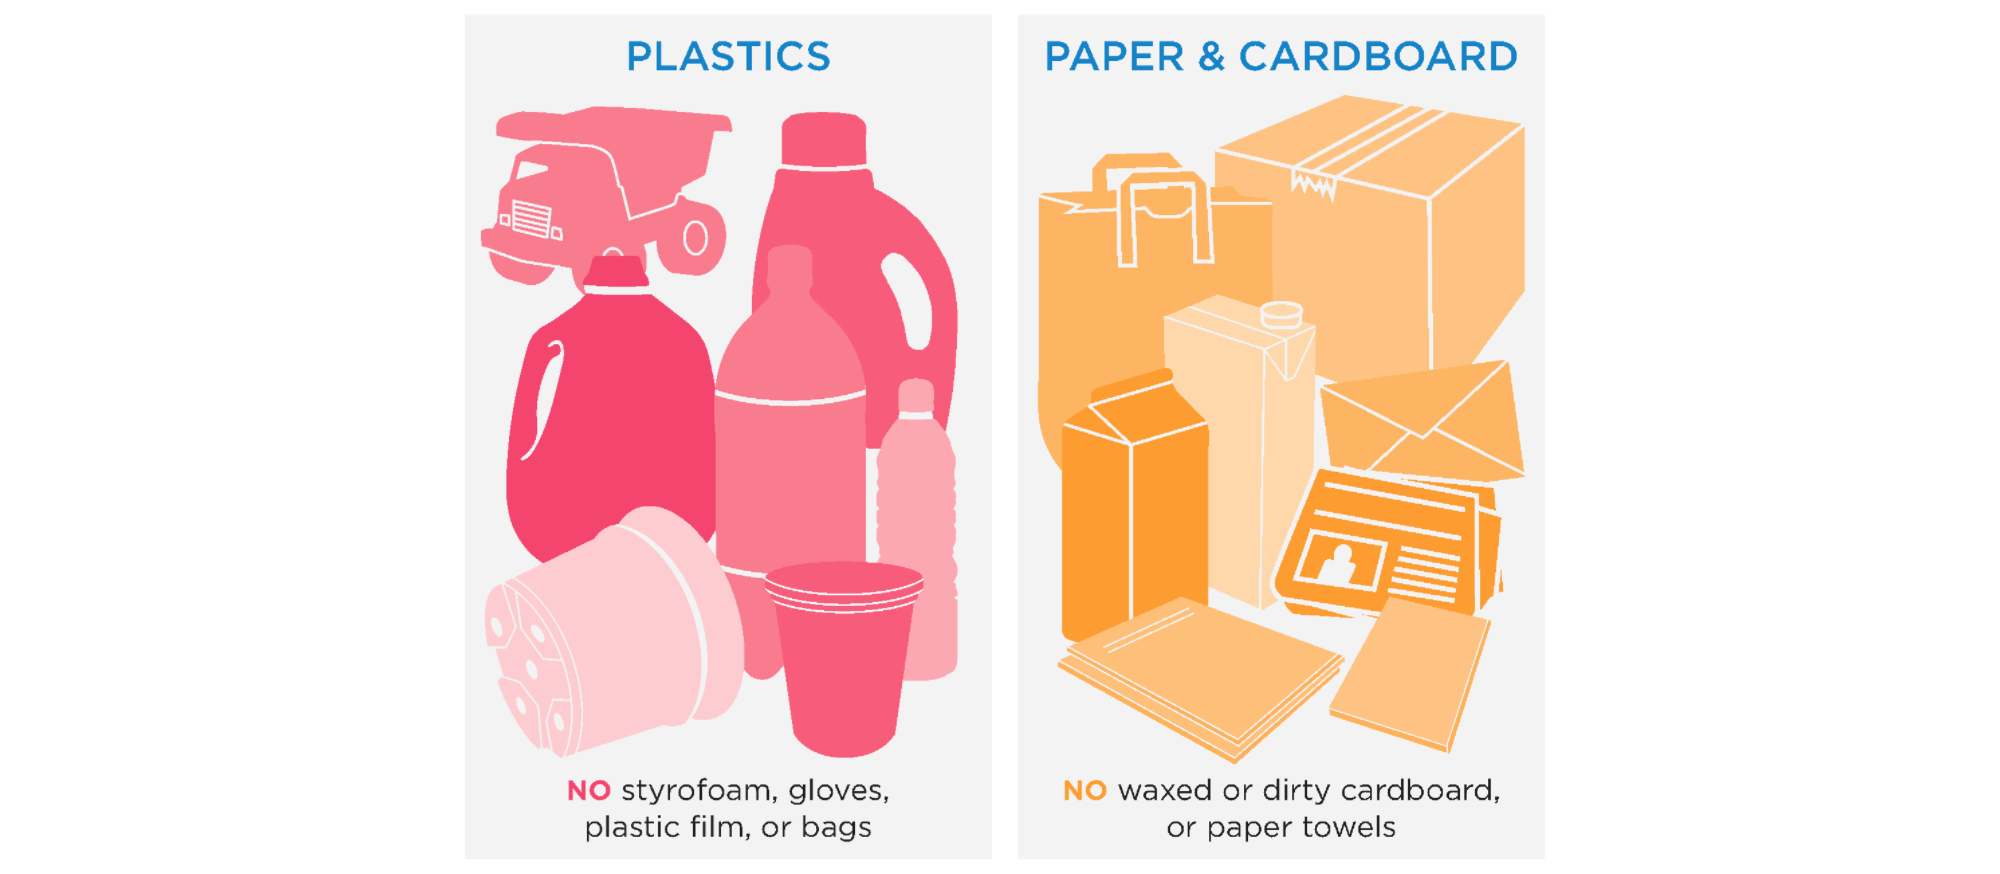 PLASTICS
NO styrofoam, gloves,
plastic film, or bags
PAPER & CARDBOARD
NO waxed or dirty cardboard,
or paper towels